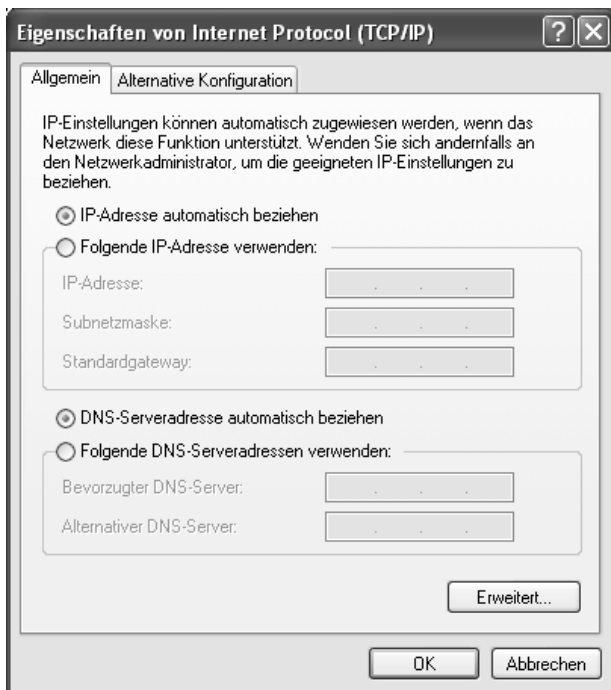 Eigenschaften von Internet Protocol (TCP/IP)
Allgemein
Alternative Konfiguration
IP-Einstellungen können automatisch zugewiesen werden, wenn das
Netzwerk diese Funktion unterstützt. Wenden Sie sich andernfalls an
den Netzwerkadministrator, um die geeigneten IP-Einstellungen zu
beziehen.
IP-Adresse automatisch beziehen
Folgende IP-Adresse verwenden:
IP-Adresse:
Subnetzmaske:
Standardgateway:
DNS-Serveradresse automatisch beziehen
Folgende DNS-Serveradressen verwenden:
Bevorzugter DNS-Server:
Alternativer DNS-Server:
Erweitert...
OK
Abbrechen